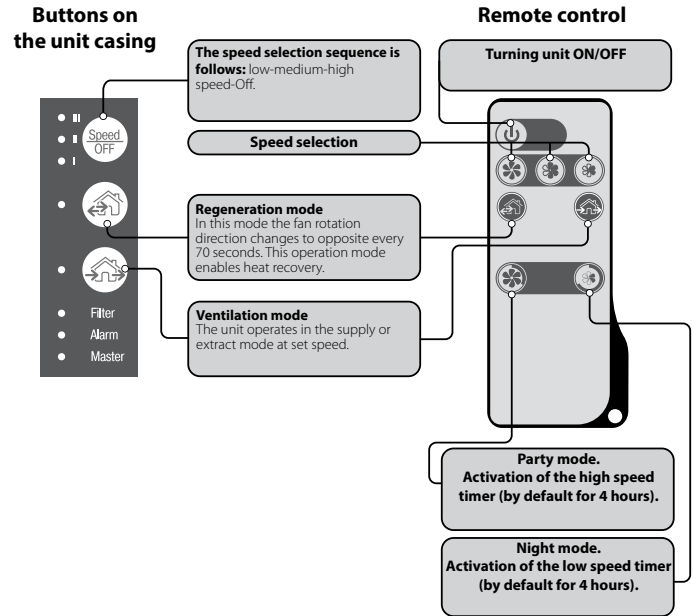 Buttons on
the unit casing
Remote control
The speed selection sequence is
follows: low-medium-high
speed-Off.
Turning unit ON/OFF
III
II
I
Speed
OFF
Speed selection
Regeneration mode
In this mode the fan rotation
direction changes to opposite every
70 seconds. This operation mode
enables heat recovery.
Ventilation mode
The unit operates in the supply or
extract mode at set speed.
Filter
Alarm
Master
Party mode.
Activation of the high speed
timer (by default for 4 hours).
Night mode.
Activation of the low speed timer
(by default for 4 hours).